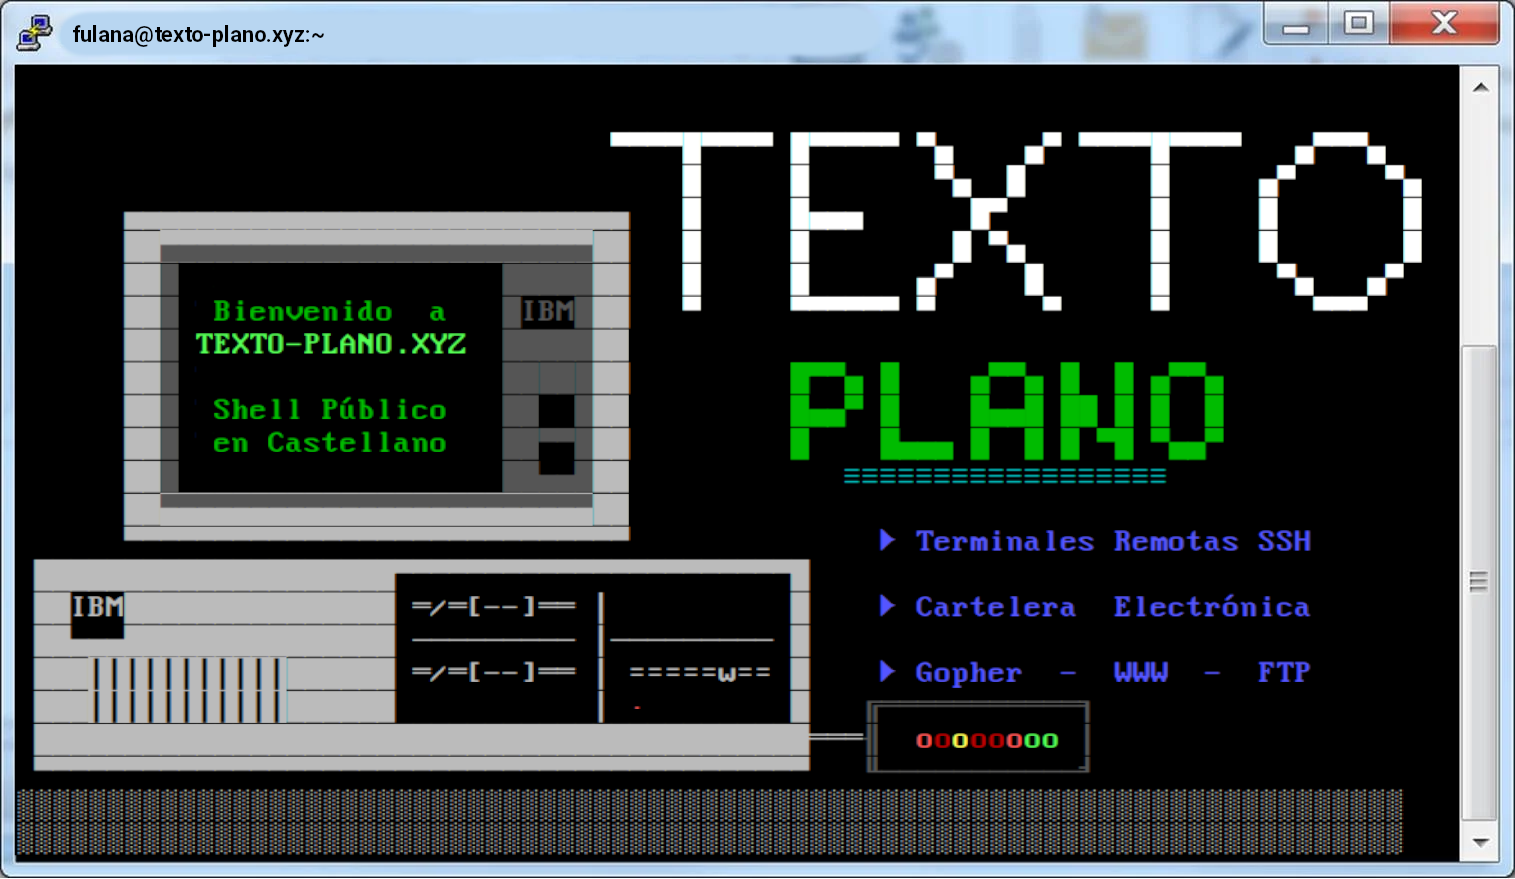 fulana@texto-plano.xyz:~
TEXTO
PLANO
Bienvenido a
TEXTO-PLANO.XYZ
Shell Público
en Castellano
IBM
Terminales Remotas SSH
Cartelera Electrónica
Gopher - WWW - FTP
IBM
=/=[--]==
=/=[--]==
=====w==
oooooooo